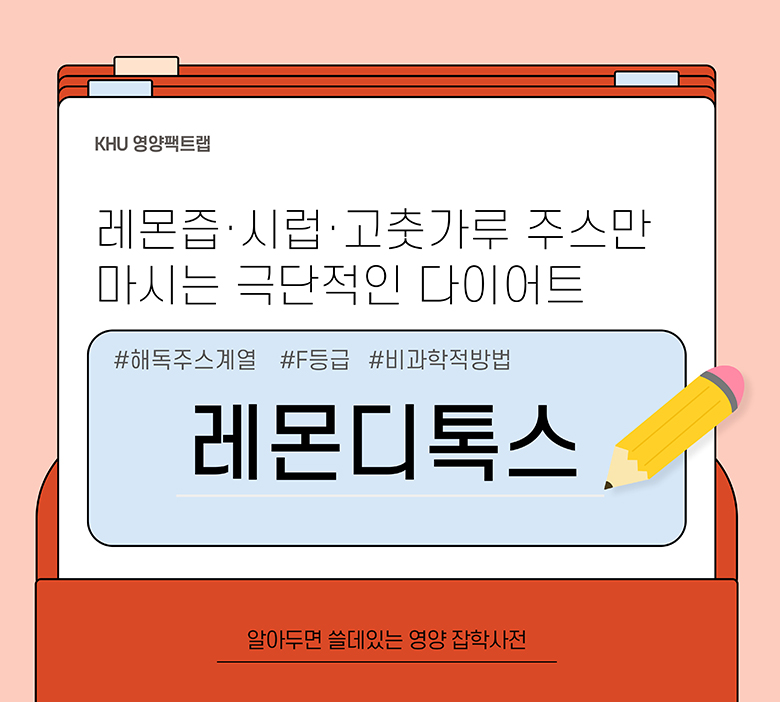 KHU 영양팩트랩
레몬즙·시럽·고춧가루 주스만
마시는 극단적인 다이어트
#해독주스계열 #F등급 #비과학적방법
레몬디톡스
알아두면 쓸데있는 영양 잡학사전